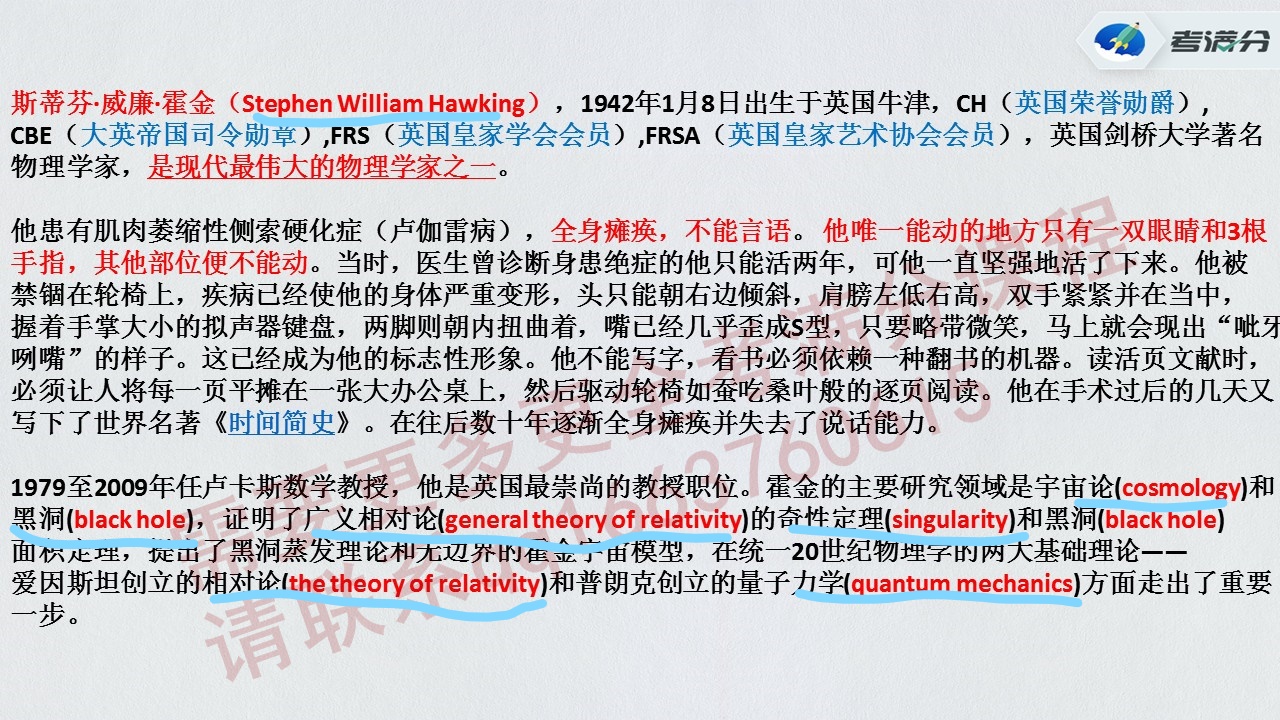 考满分
斯蒂芬·威廉·霍金（Stephen William Hawking），1942年1月8日出生于英国牛津，CH（英国荣誉勋爵），
CBE（大英帝国司令勋章）,FRS（英国皇家学会会员）,FRSA（英国皇家艺术协会会员），英国剑桥大学著名
物理学家，是现代最伟大的物理学家之一。
他患有肌肉萎缩性侧索硬化症（卢伽雷病），全身瘫痪，不能言语。他唯一能动的地方只有一双眼睛和3根
手指，其他部位便不能动。当时，医生曾诊断身患绝症的他只能活两年，可他一直坚强地活了下来。他被
禁锢在轮椅上，疾病已经使他的身体严重变形，头只能朝右边倾斜，肩膀左低右高，双手紧紧并在当中，
握着手掌大小的拟声器键盘，两脚则朝内扭曲着，嘴已经几乎歪成S型，只要略带微笑，马上就会现出“呲牙
咧嘴”的样子。这已经成为他的标志性形象。他不能写字，看书必须依赖一种翻书的机器。读活页文献时，
必须让人将每一页平摊在一张大办公桌上，然后驱动轮椅如蚕吃桑叶般的逐页阅读。他在手术过后的几天又
写下了世界名著《时间简史》。在往后数十年逐渐全身瘫痪并失去了说话能力。
1979至2009年任卢卡斯数学教授，他是英国最崇尚的教授职位。霍金的主要研究领域是宇宙论(cosmology)和
黑洞(black hole)，证明了广义相对论(general theory of relativity)的奇性定理(singularity)和黑洞(black hole)
面积定理，提出了黑洞蒸发理论和无边界的霍金宇宙模型，在统一20世纪物理学的两大基础理论——
爱因斯坦创立的相对论(the theory of relativity)和普朗克创立的量子力学(quantum mechanics)方面走出了重要
一步。
需要更多更全考满分课程
请联系qq1663760615